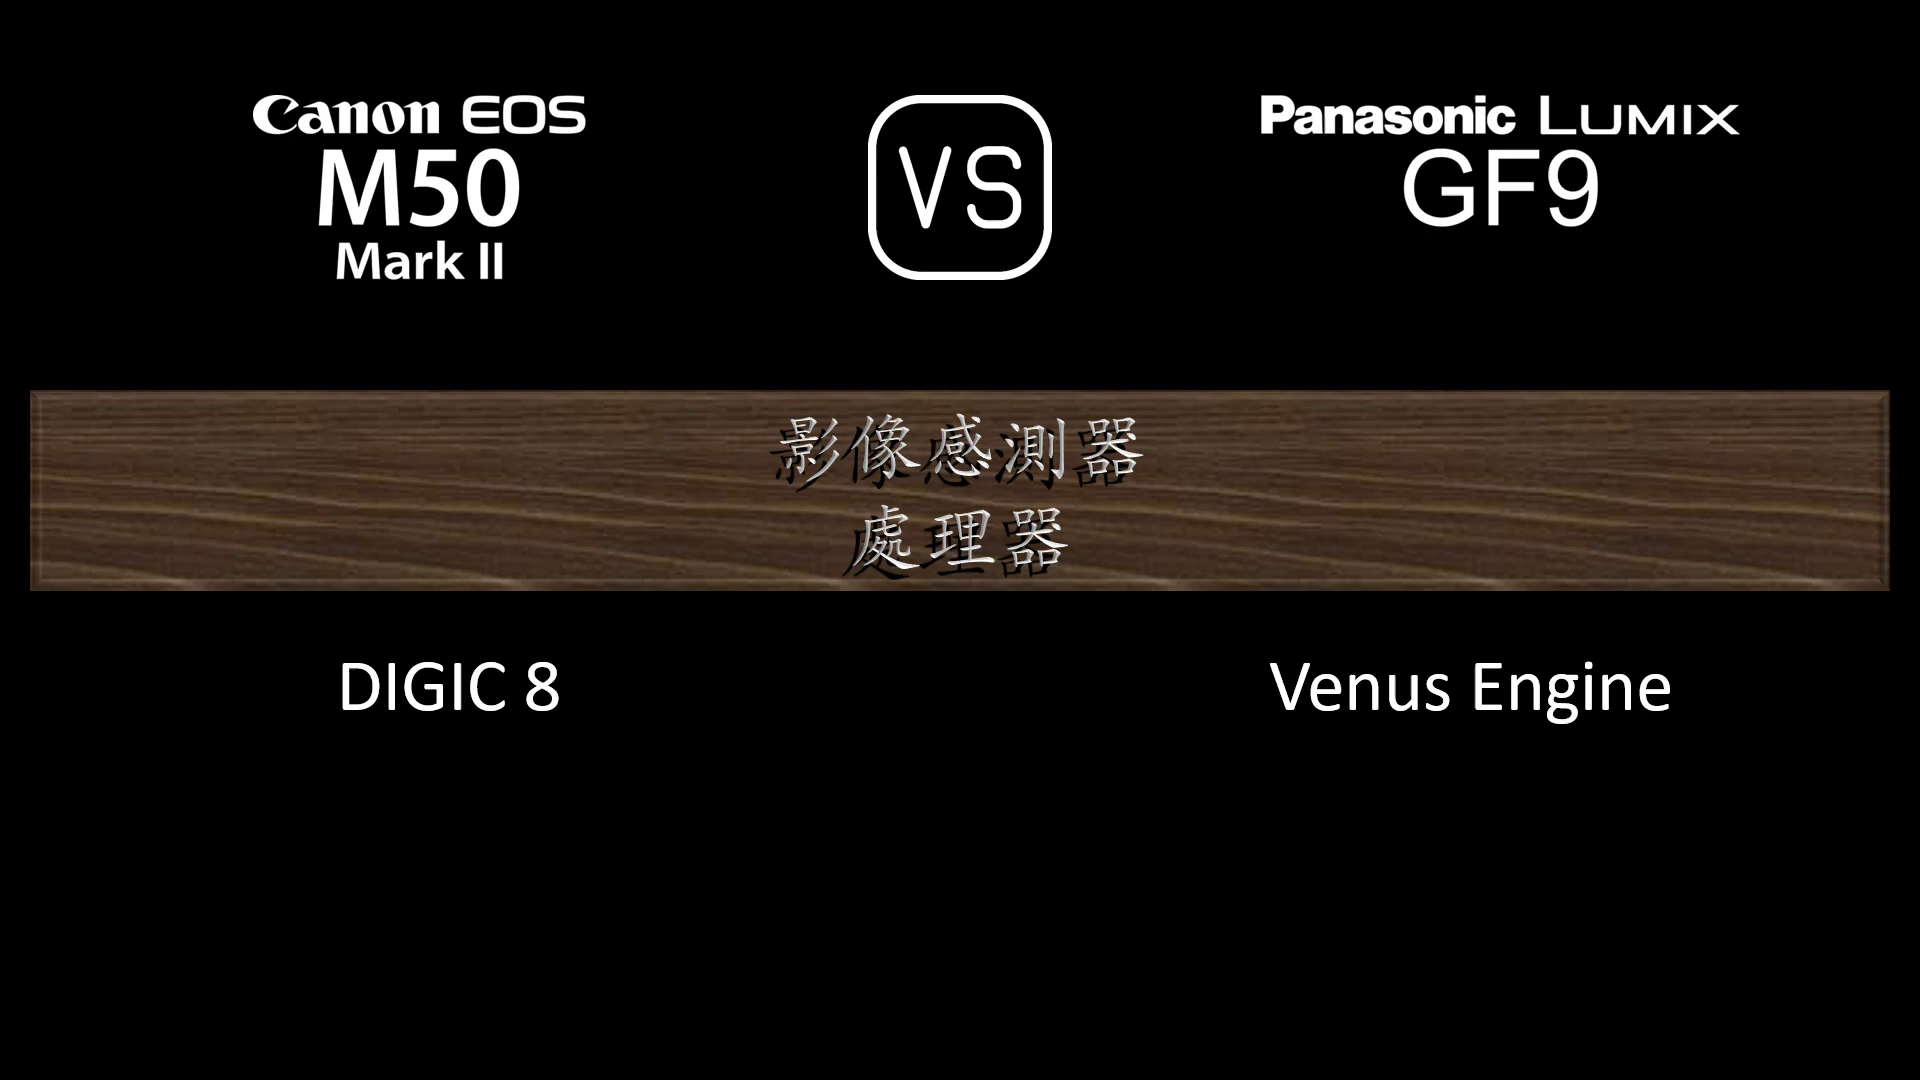 Canon EOS
M50
Mark II
VS
Panasonic LUMIX
GF9
影像感測器
處理器
DIGIC 8
Venus Engine